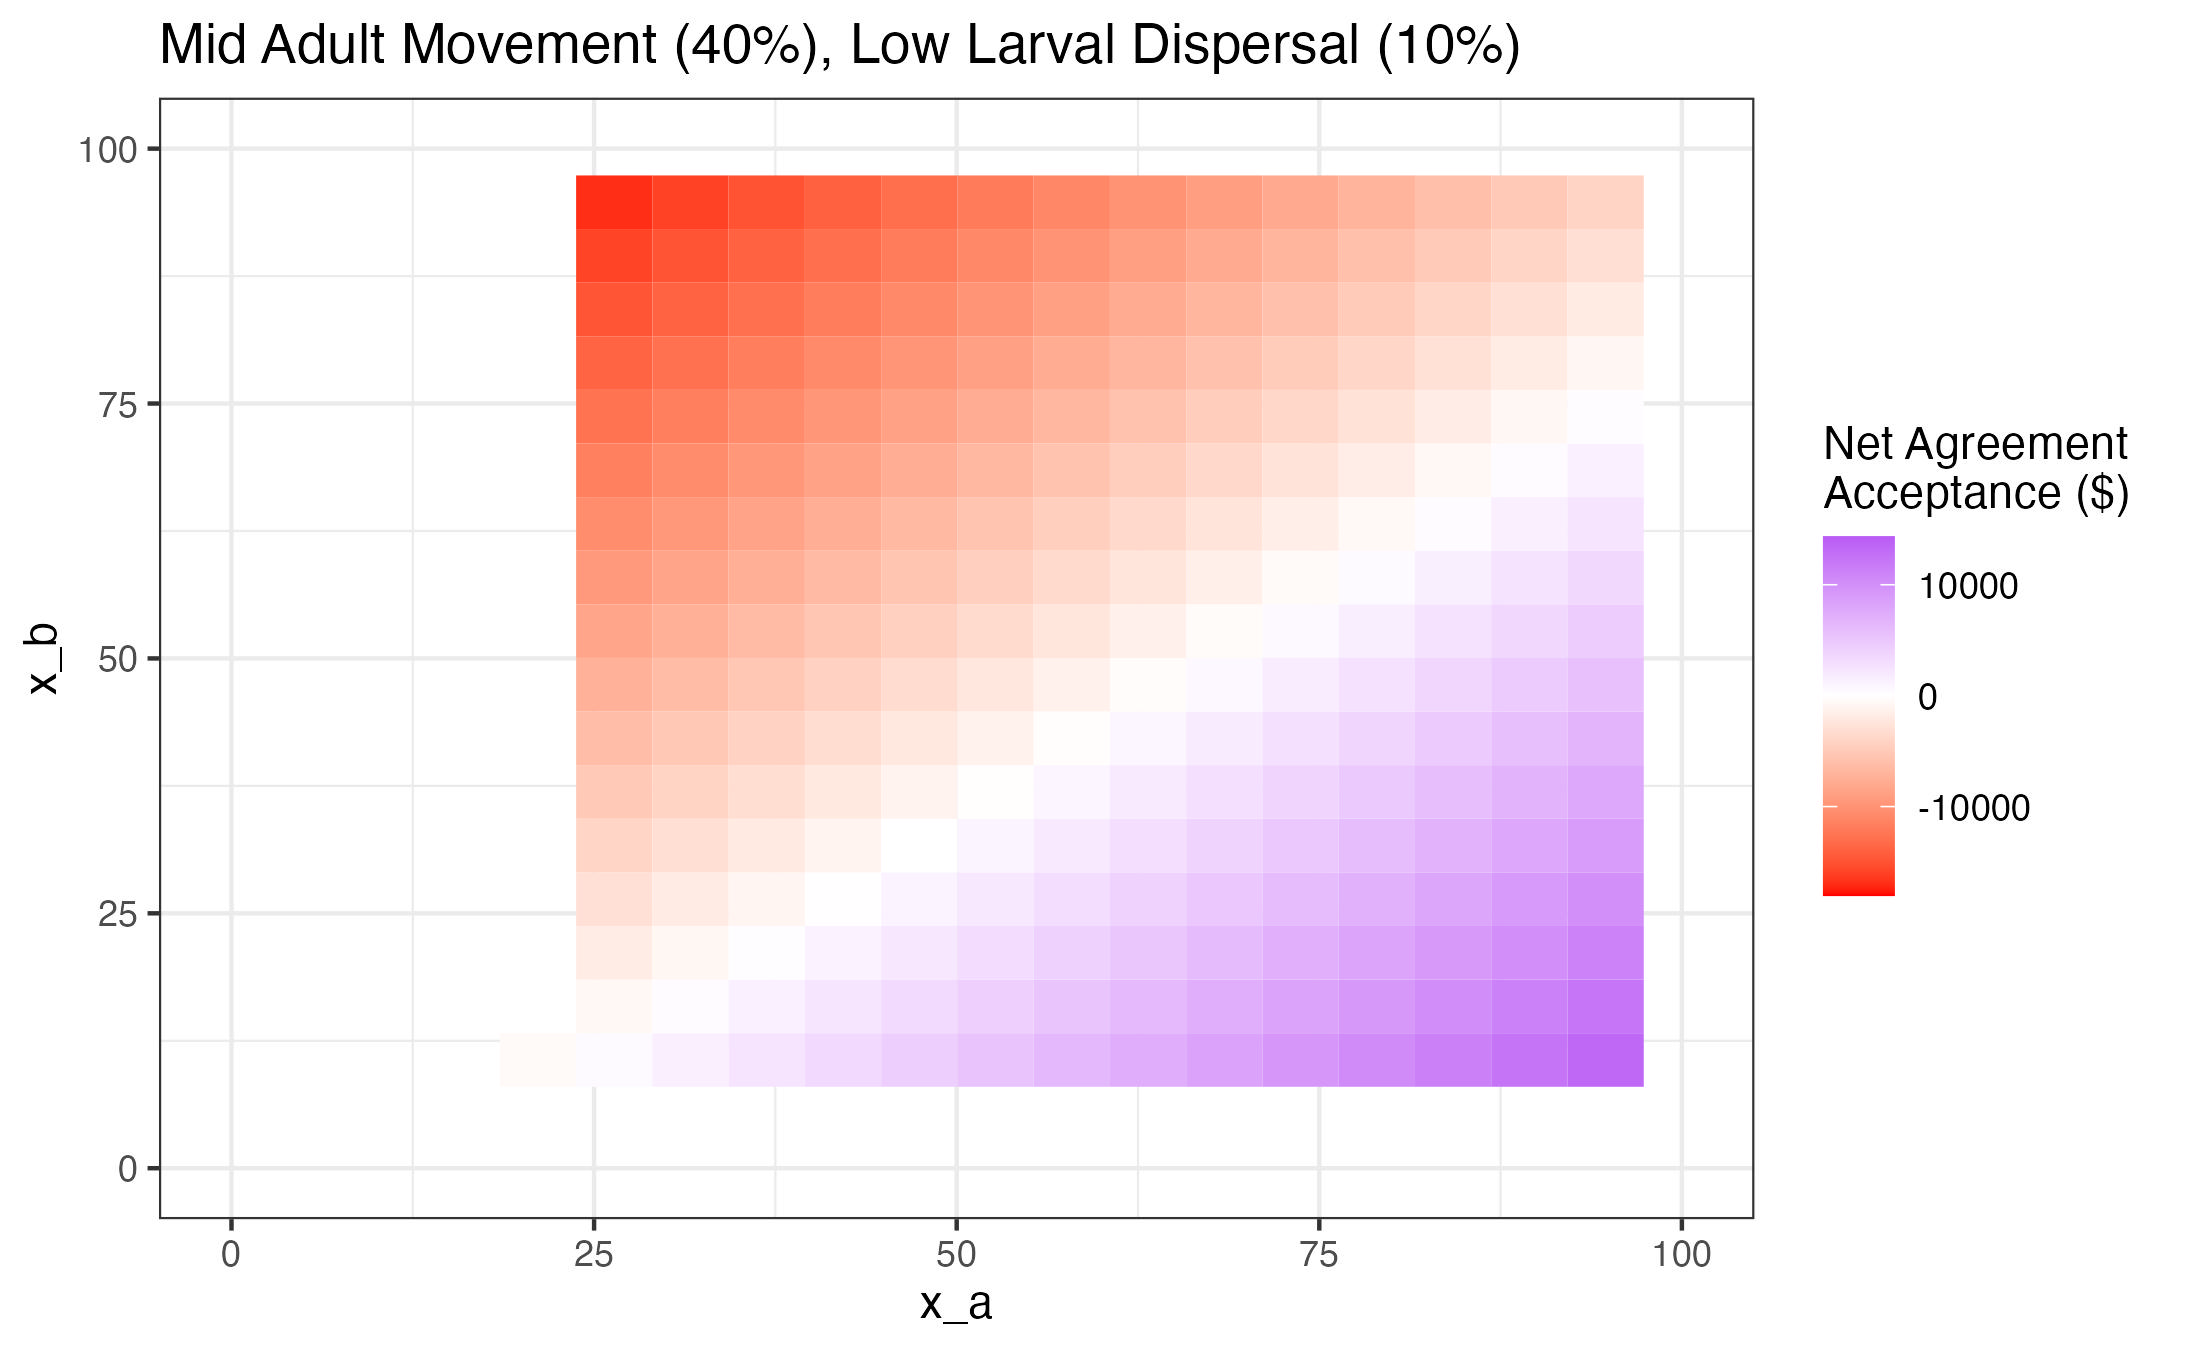 Mid Adult Movement (40%), Low Larval Dispersal (10%)
100
75
50
25
0
x_b
0
25
50
75
100
x_a
Net Agreement
Acceptance ($)
10000
0
-10000